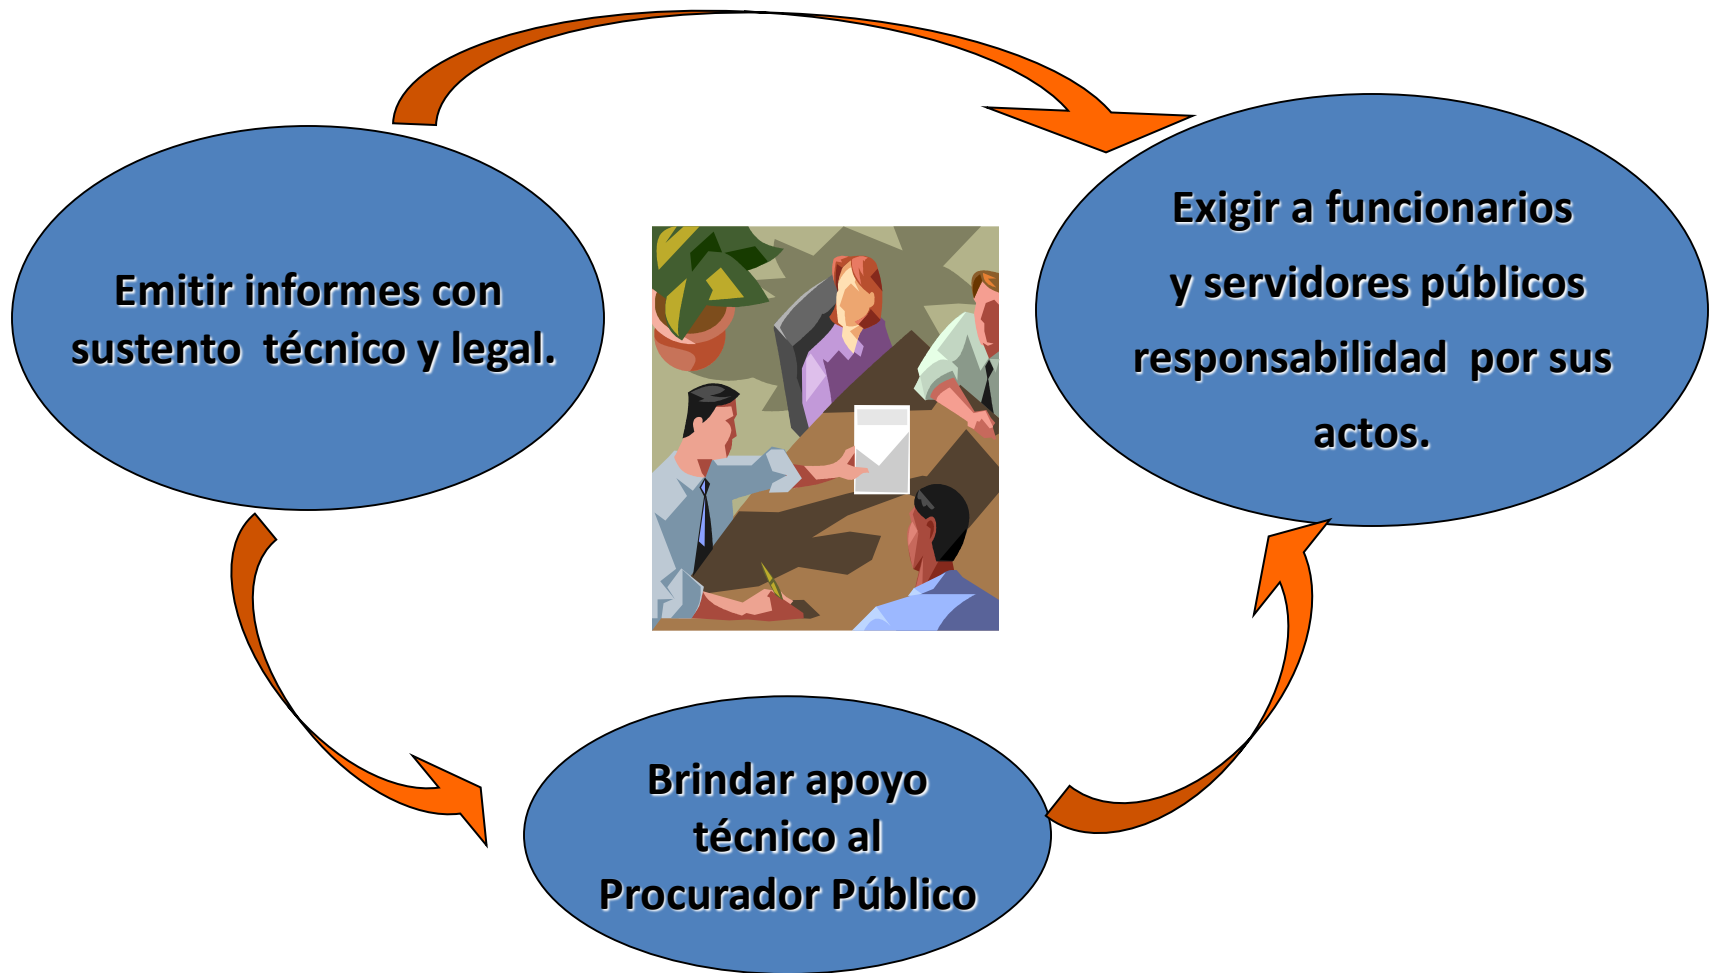 Emitir informes con
sustento técnico y legal.
Exigir a funcionarios
y servidores públicos
responsabilidad por sus
actos.
Brindar apoyo
técnico al
Procurador Público